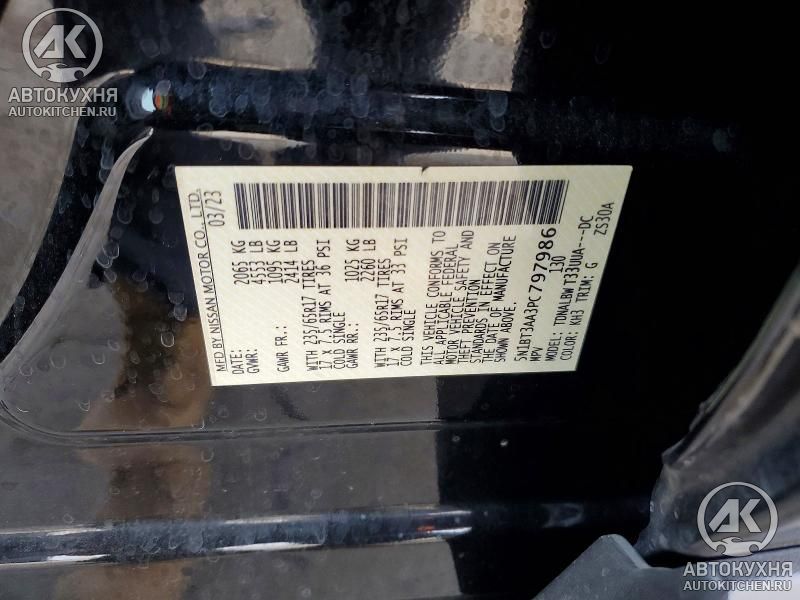 АВТОКУХНЯ
AUTOKITCHEN.RU
MFD BY NISSAN MOTOR CO., LTD.
DATE: 03/23
GVWR: 2065 KG
4553 LB
GAWR FR.: 1095 KG
2414 LB
WITH 235/65R17 TIRES
17 X 7.5 RIMS AT 36 PSI
COLD SINGLE
GAWR RR.: 1025 KG
2260 LB
WITH 235/65R17 TIRES
17 X 7.5 RIMS AT 33 PSI
COLD SINGLE
THIS VEHICLE CONFORMS TO
ALL APPLICABLE FEDERAL
MOTOR VEHICLE SAFETY AND
THEFT PREVENTION
STANDARDS IN EFFECT ON
THE DATE OF MANUFACTURE
SHOWN ABOVE.
5N1BT3AA3PC797986
MPV 130
MODEL: TDNALBW T33UUA---DC
COLOR: KH3 TRIM: G ZS30A
АК
АВТОКУХНЯ
AUTOKITCHEN.RU